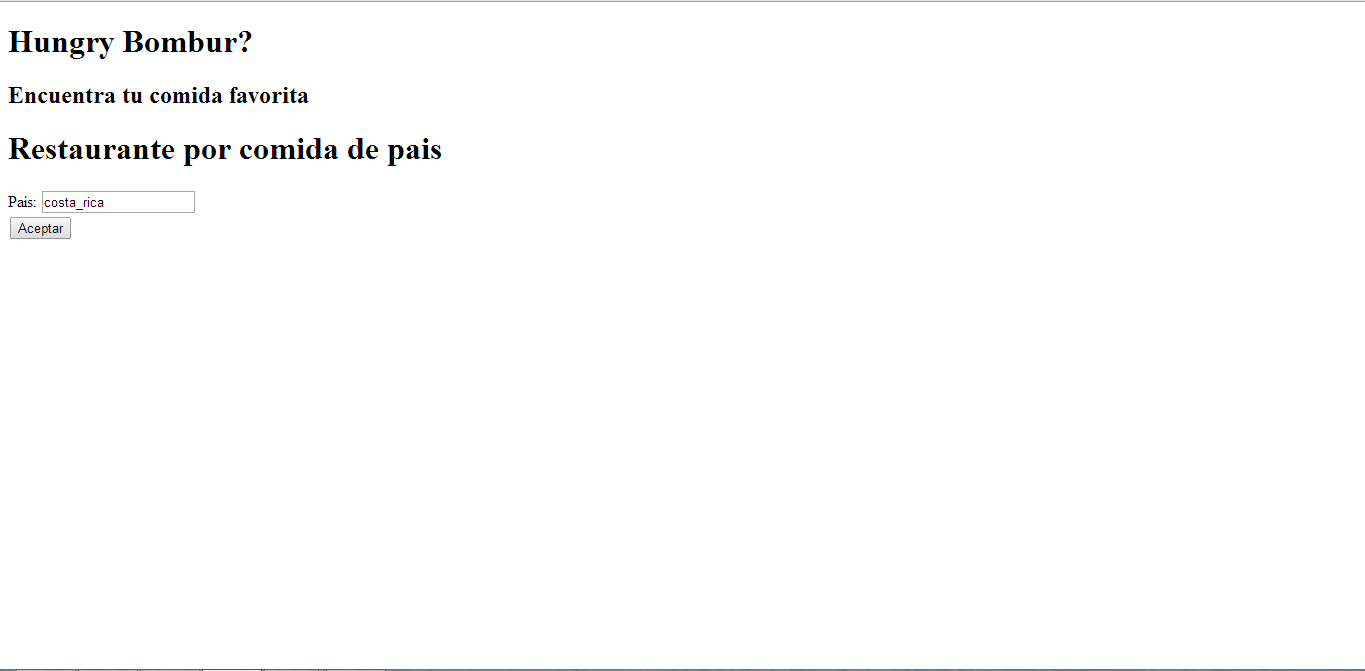 Hungry Bombur?
Encuentra tu comida favorita
Restaurante por comida de pais
Pais: costa_rica
Aceptar